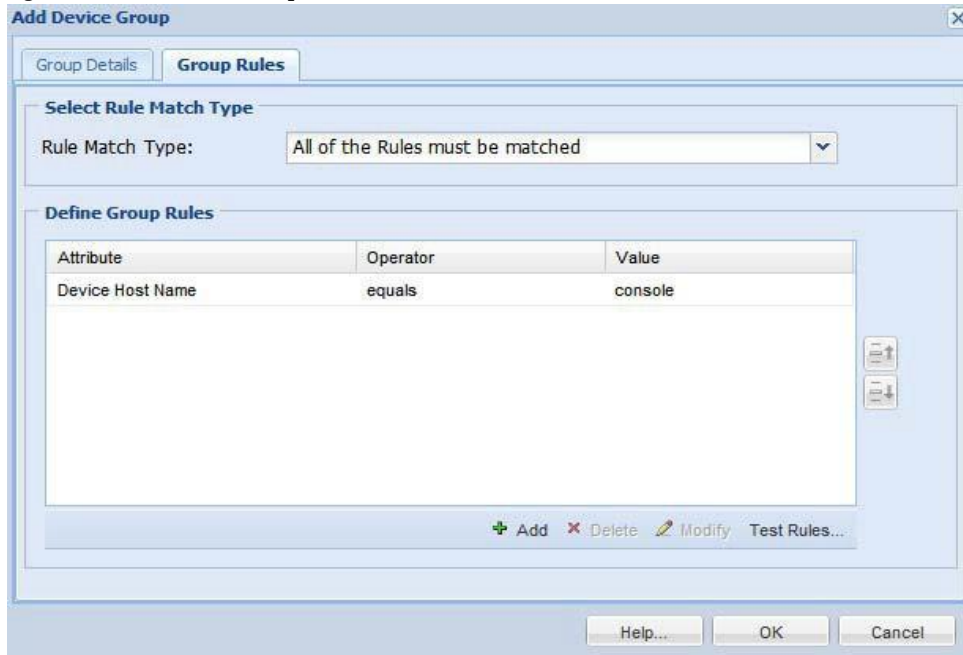 Add Device Group
Group Details Group Rules
Select Rule Match Type
Rule Match Type: All of the Rules must be matched
Define Group Rules
Attribute Operator Value
Device Host Name equals console
Add Delete Modify Test Rules...
Help... OK Cancel